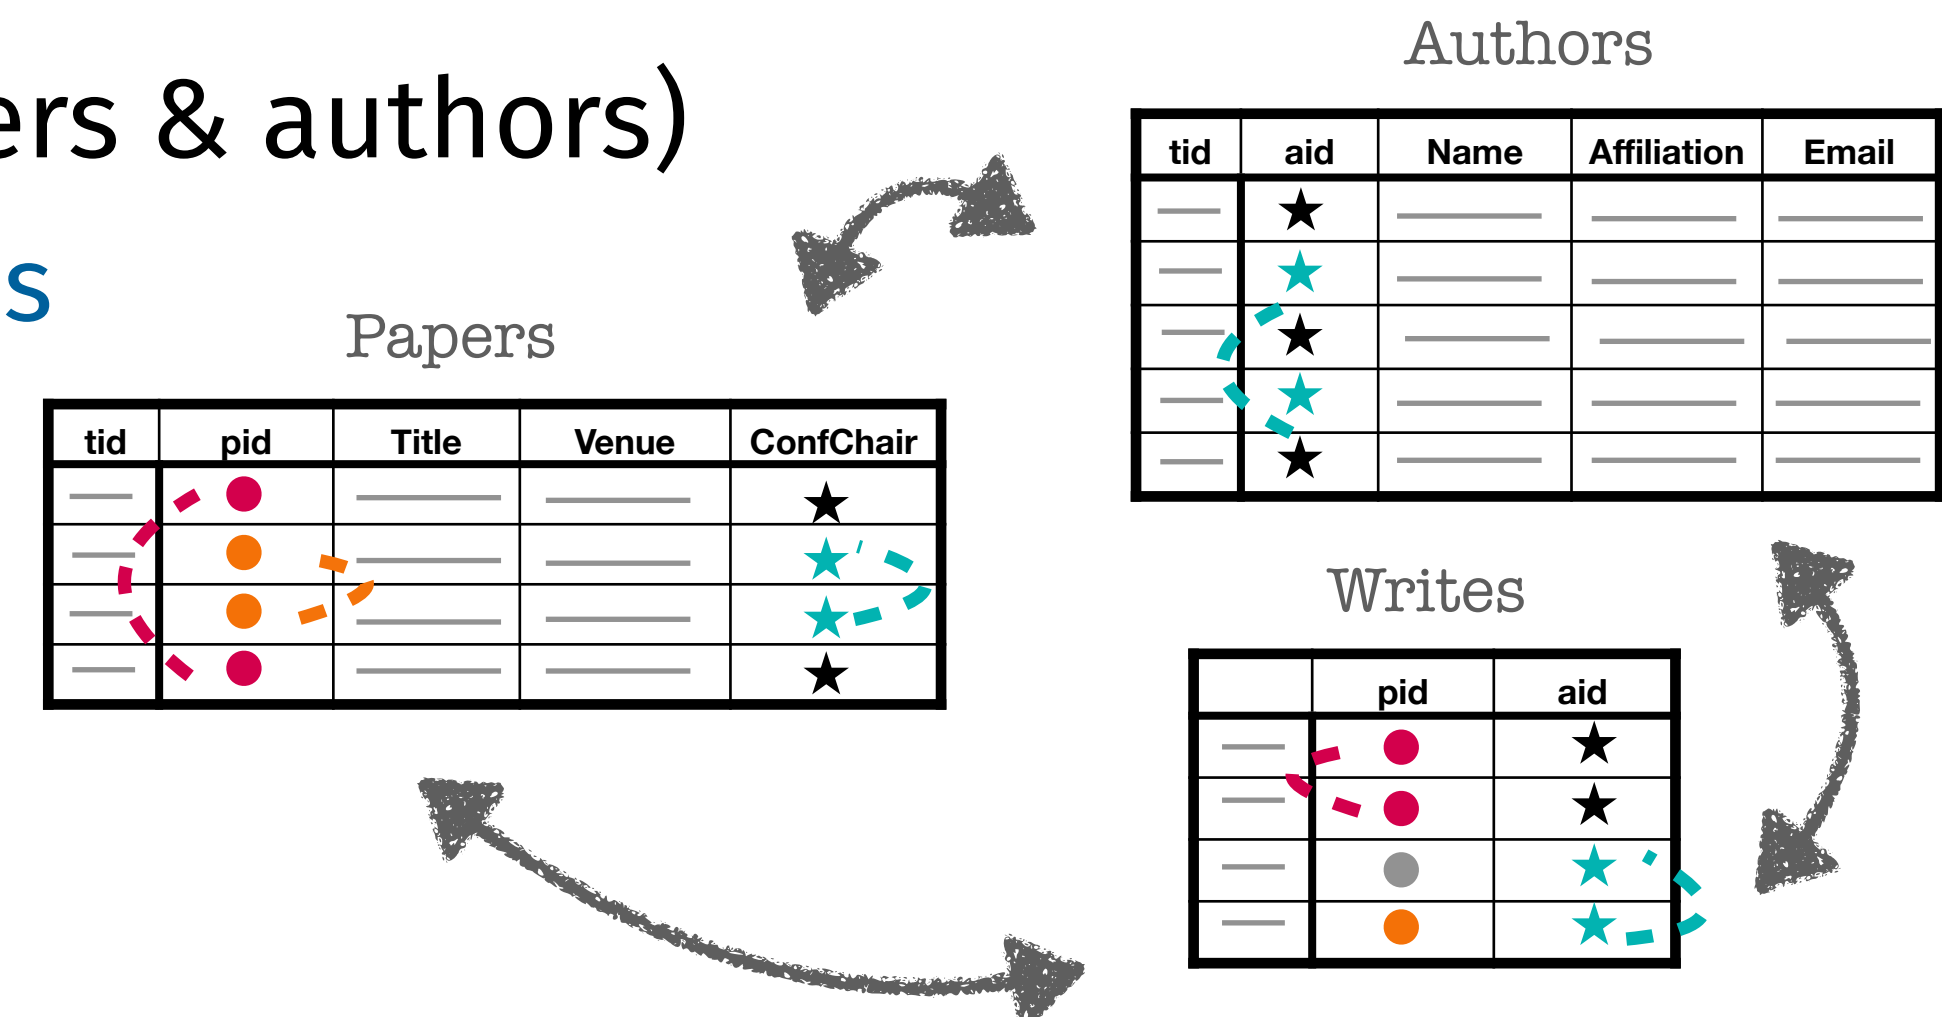 ers & authors)
s
Authors
tid aid Name Affiliation Email
Papers
tid pid Title Venue ConfChair
Writes
pid aid